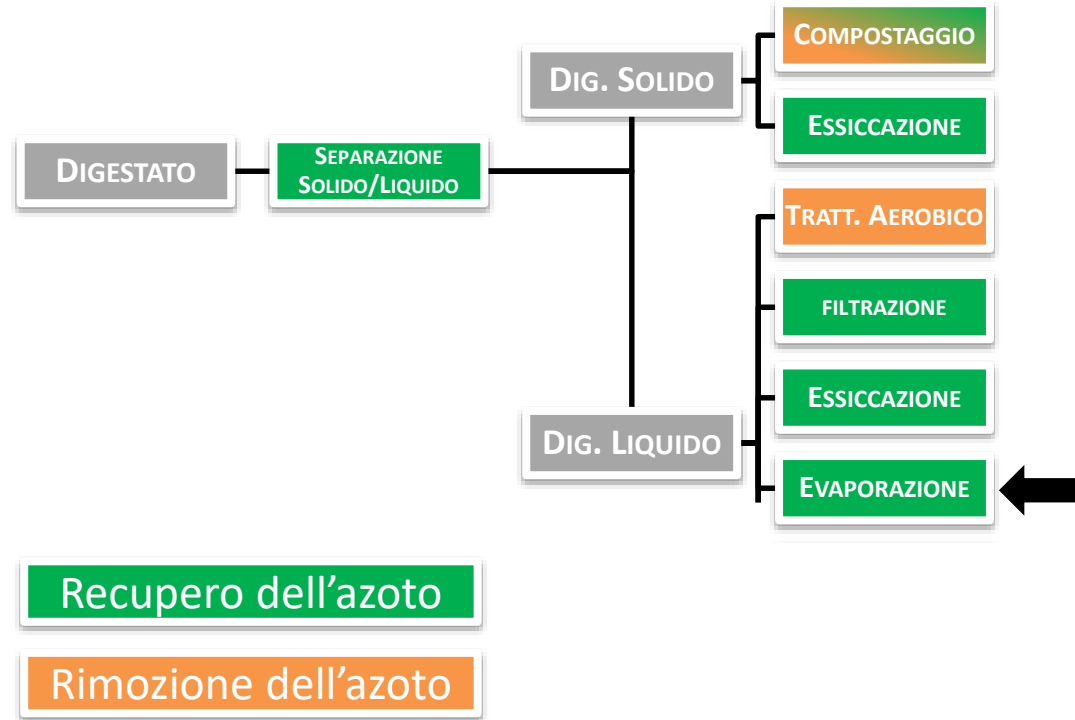 COMPOSTAGGIO
DIG. SOLIDO
ESSICCAZIONE
DIGESTATO
SEPARAZIONE
SOLIDO/LIQUIDO
TRATT. AEROBICO
FILTRAZIONE
ESSICCAZIONE
DIG. LIQUIDO
EVAPORAZIONE
Recupero dell’azoto
Rimozione dell’azoto